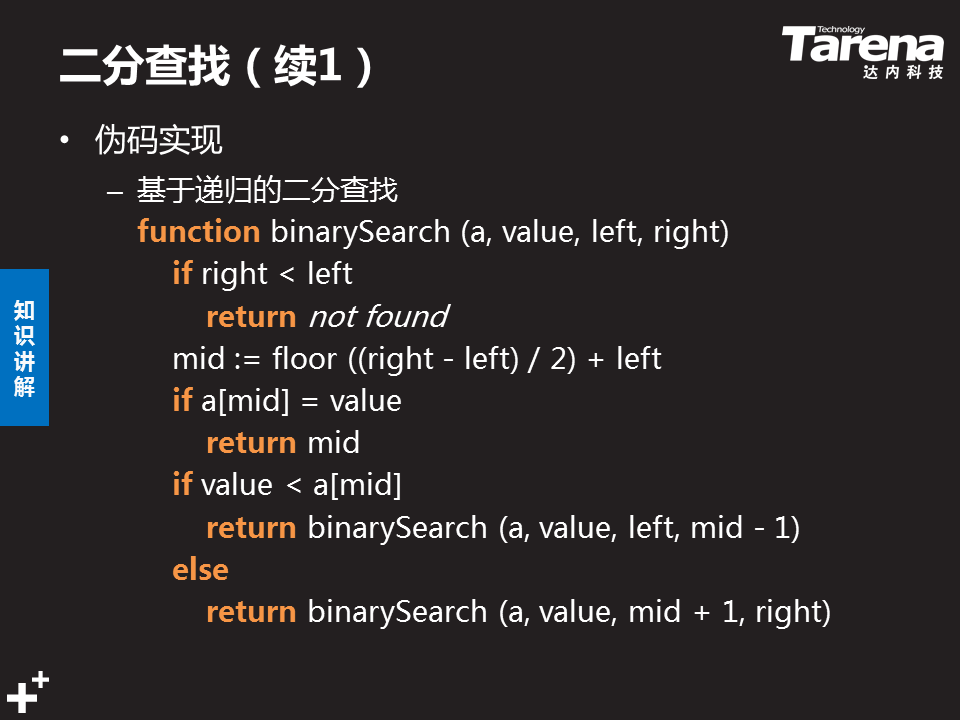 二分查找（续1）
Technology
Tarena
达内科技
• 伪码实现
– 基于递归的二分查找
function binarySearch (a, value, left, right)
if right < left
return not found
mid := floor ((right - left) / 2) + left
if a[mid] = value
return mid
if value < a[mid]
return binarySearch (a, value, left, mid - 1)
else
return binarySearch (a, value, mid + 1, right)
知识讲解